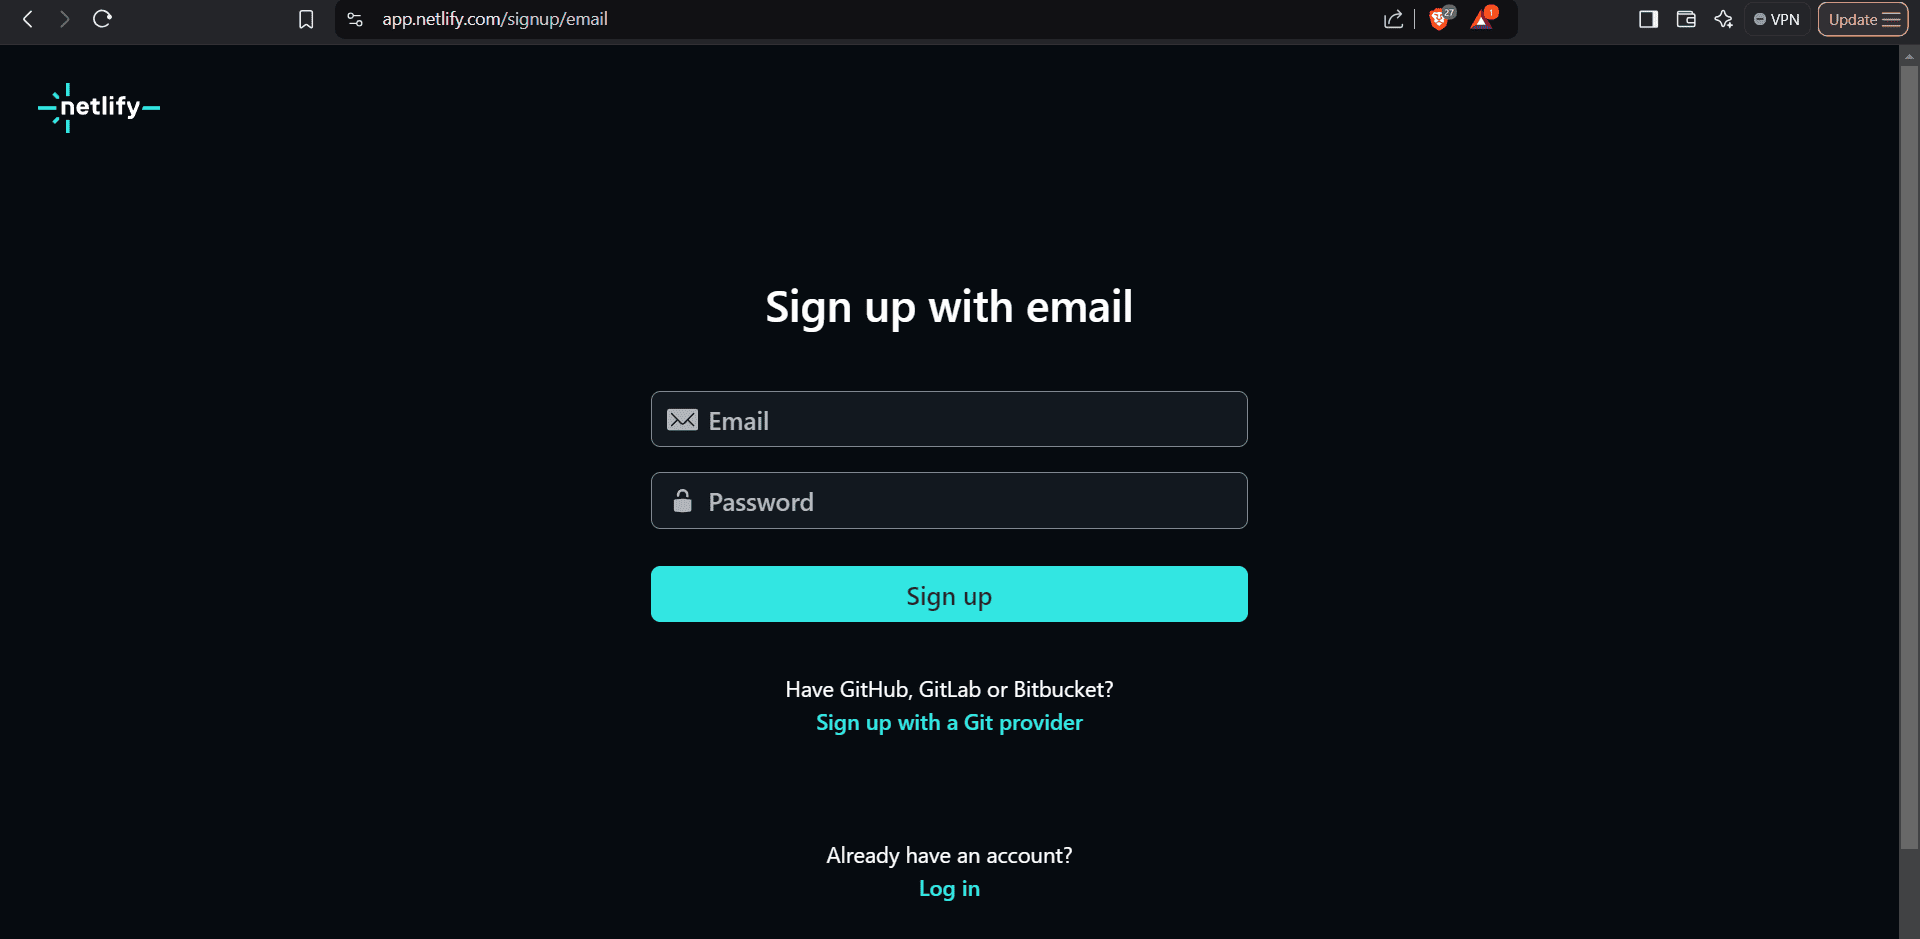 app.netlify.com/signup/email
27
1
VPN
Update
netlify
Sign up with email
Email
Password
Sign up
Have GitHub, GitLab or Bitbucket?
Sign up with a Git provider
Already have an account?
Log in